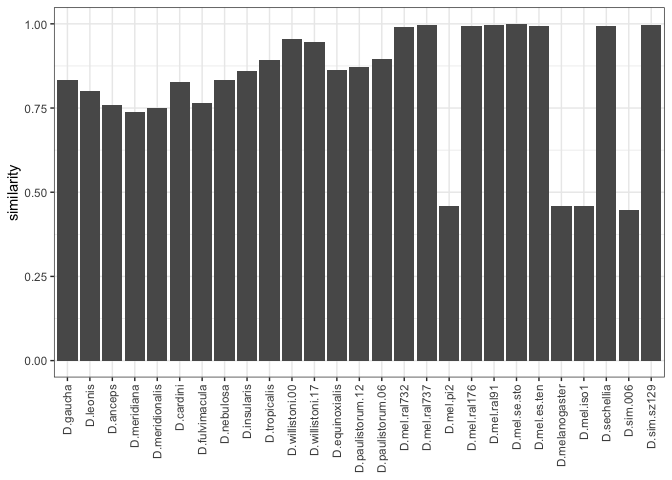 similarity
1.00
0.75
0.50
0.25
0.00
D.gaucha
D.leonis
D.anceps
D.meridiana
D.meridionalis
D.cardini
D.fulvimacula
D.nebulosa
D.insularis
D.tropicalis
D.willistoni.00
D.willistoni.17
D.equinoxialis
D.paulistorum.12
D.paulistorum.06
D.mel.ral732
D.mel.ral737
D.mel.pi2
D.mel.ral176
D.mel.ral91
D.mel.se.sto
D.mel.es.ten
D.melanogaster
D.mel.iso1
D.sechellia
D.sim.006
D.sim.sz129